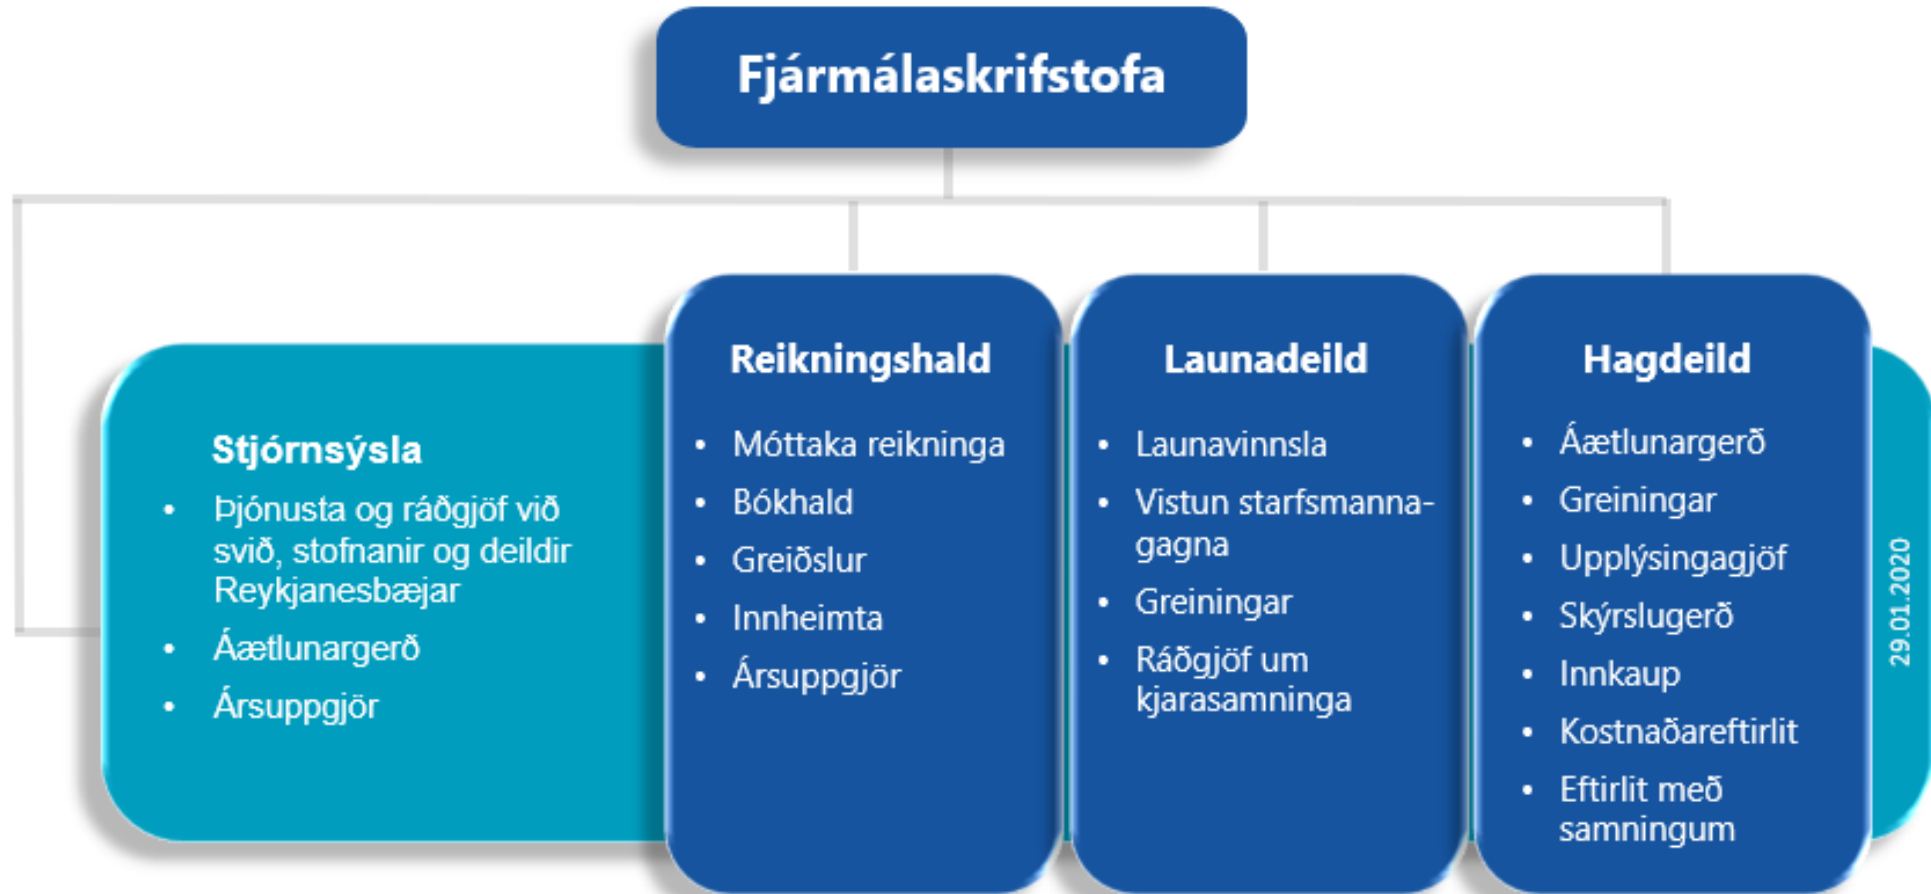 Fjármálaskrifstofa
Stjórnsýsla
• Þjónusta og ráðgjöf við
svið, stofnanir og deildir
Reykjanesbæjar
• Áætlunargerð
• Ársuppgjör
Reikningshald
• Móttaka reikninga
• Bókhald
• Greiðslur
• Innheimta
• Ársuppgjör
Launadeild
• Launavinnsla
• Vistun starfsmanna-
gagna
• Greiningar
• Ráðgjöf um
kjarasamninga
Hagdeild
• Áætlunargerð
• Greiningar
• Upplýsingagjöf
• Skýrslugerð
• Innkaup
• Kostnaðareftirlit
• Eftirlit með
samningum
29.01.2020